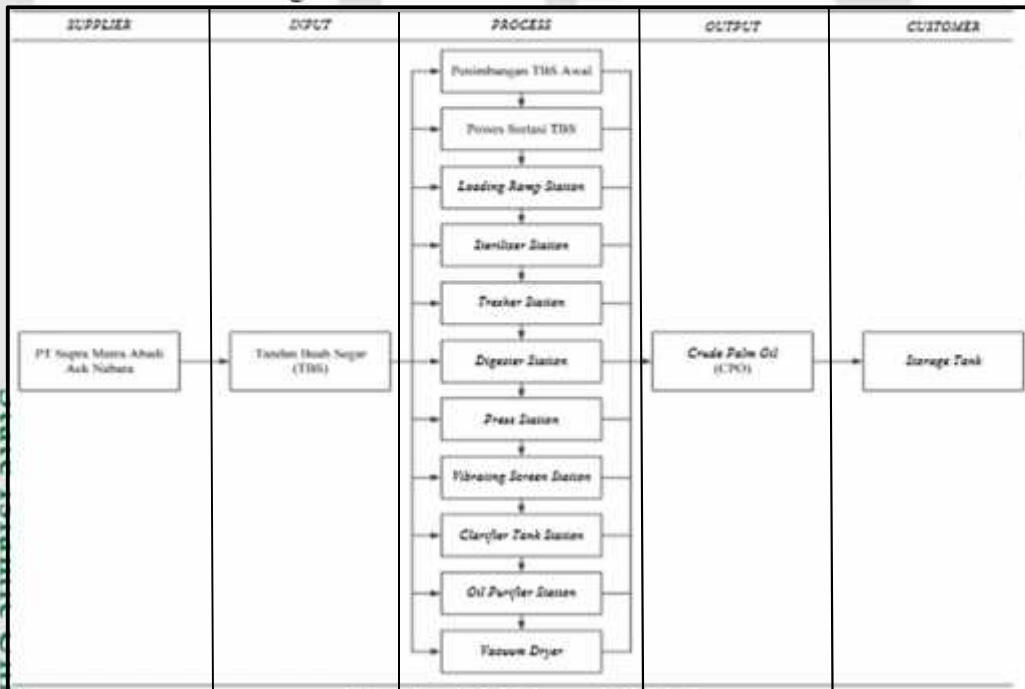 SUPPLIER
INPUT
PROCESS
OUTPUT
CUSTOMER
Penimbangan TBS Awal
Proses Sortasi TBS
Loading Ramp Station
Sterilizer Station
Tresher Station
PT Supra Matra Abadi
Aek Nabara
Tandan Buah Segar
(TBS)
Digester Station
Crude Palm Oil
(CPO)
Storage Tank
Press Station
Vibrating Screen Station
Clarifier Tank Station
Oil Purifier Station
Vacuum Dryer